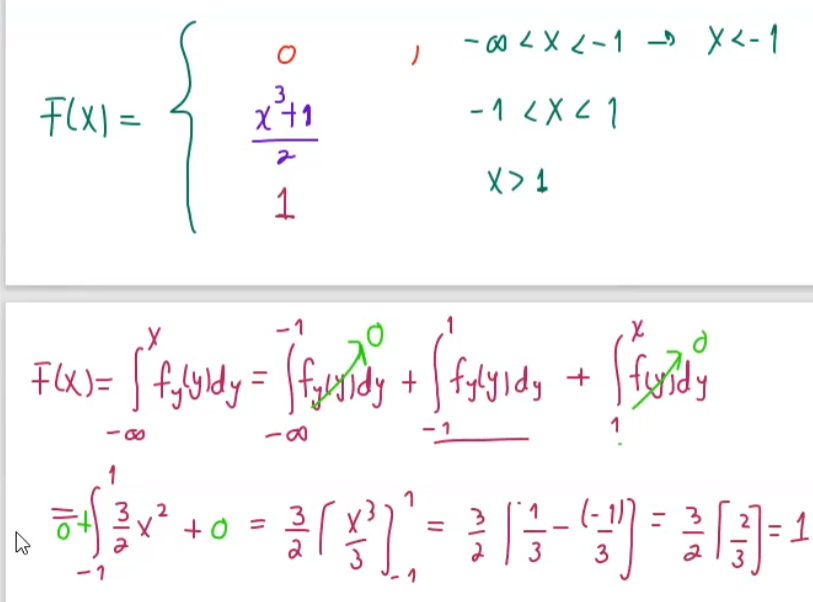 F(x) = { 0 , -∞ < x < -1 → x < -1
(x³+1)/2 -1 < x < 1
1 x > 1
F(x) = ∫_{-∞}^{x} f_y(y)dy = ∫_{-∞}^{-1} f_y(y)dy ↗ 0 + ∫_{-1}^{1} f_y(y)dy + ∫_{1}^{x} f(y)dy ↗ 0
= 0 + ∫_{-1}^{1} 3/2 x² + 0 = 3/2 [x³/3]_{-1}^{1} = 3/2 [1/3 - (-1)/3] = 3/2 [2/3] = 1